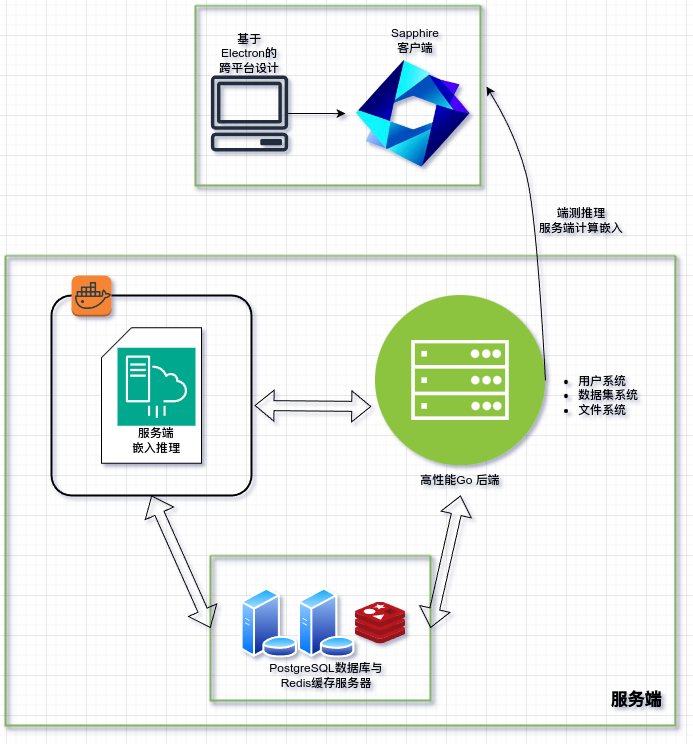 基于
Electron的
跨平台设计
Sapphire
客户端
端测推理
服务端计算嵌入
服务端
嵌入推理
用户系统
数据集系统
文件系统
高性能Go 后端
PostgreSQL数据库与
Redis缓存服务器
服务端